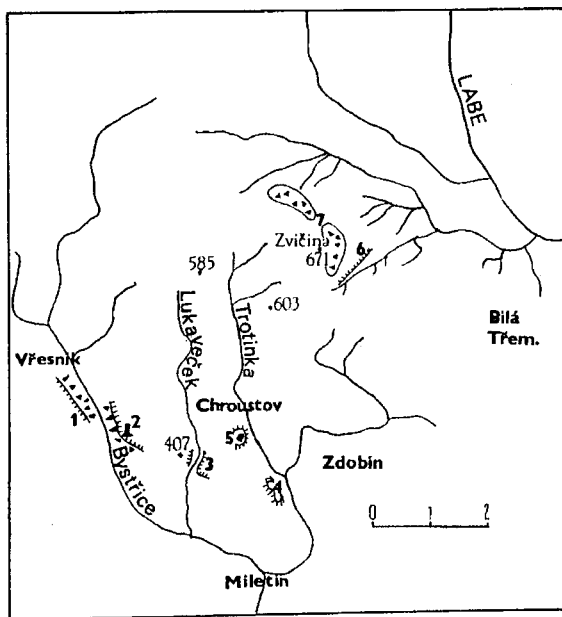 LABE
7
Zvičina
671
6
585
603
Lukaveček
Trotinka
Bílá
Třem.
Vřesník
1
2
Bystřice
Chroustov
5
407
3
4
Zdobín
0 1 2
Miletín